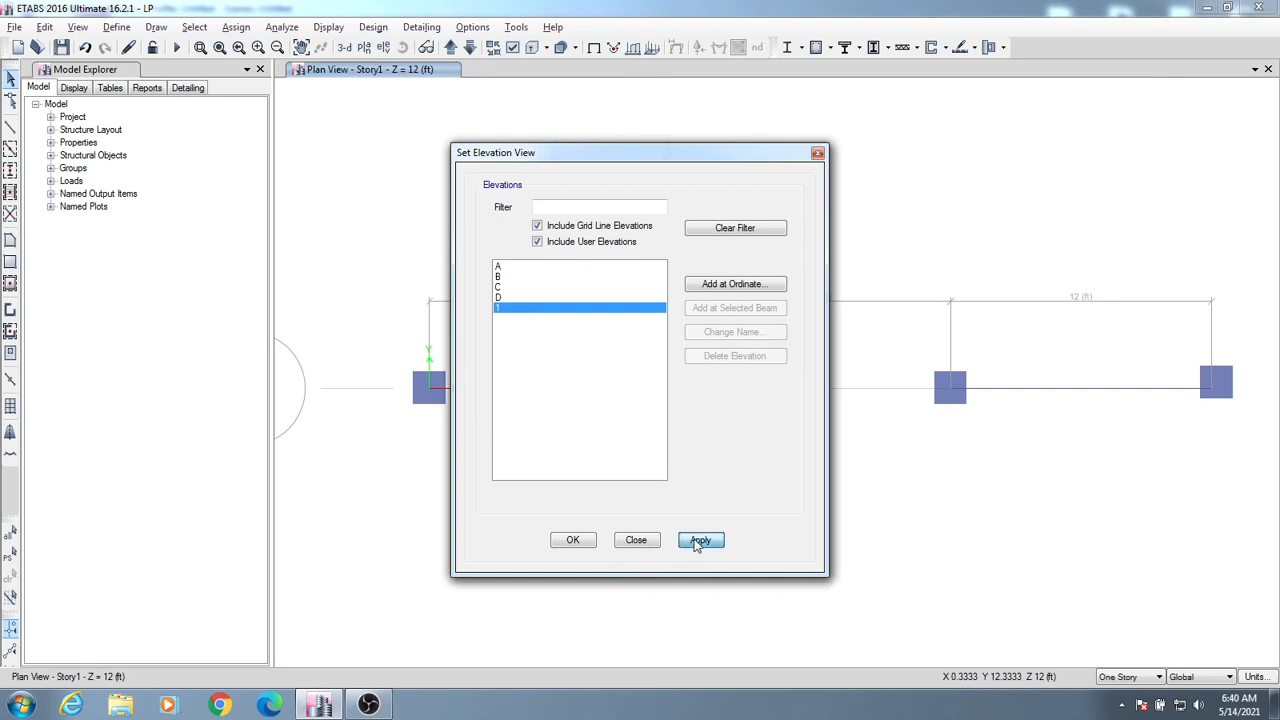 ETABS 2016 Ultimate 16.2.1 - LP
File Edit View Define Draw Select Assign Analyze Display Design Detailing Options Tools Help
3-d nd
Model Explorer
Plan View - Story1 - Z = 12 (ft)
Model Display Tables Reports Detailing
Model
Project
Structure Layout
Properties
Structural Objects
Groups
Loads
Named Output Items
Named Plots
Set Elevation View
Elevations
Filter
Include Grid Line Elevations
Clear Filter
Include User Elevations
A
B
C
D
1
Add at Ordinate...
Add at Selected Beam
Change Name...
Delete Elevation
OK Close Apply
12 (ft)
Y
all
PS
clr
Plan View - Story1 - Z = 12 (ft)
X 0.3333 Y 12.3333 Z 12 (ft)
One Story
Global
Units...
6:40 AM
5/14/2021